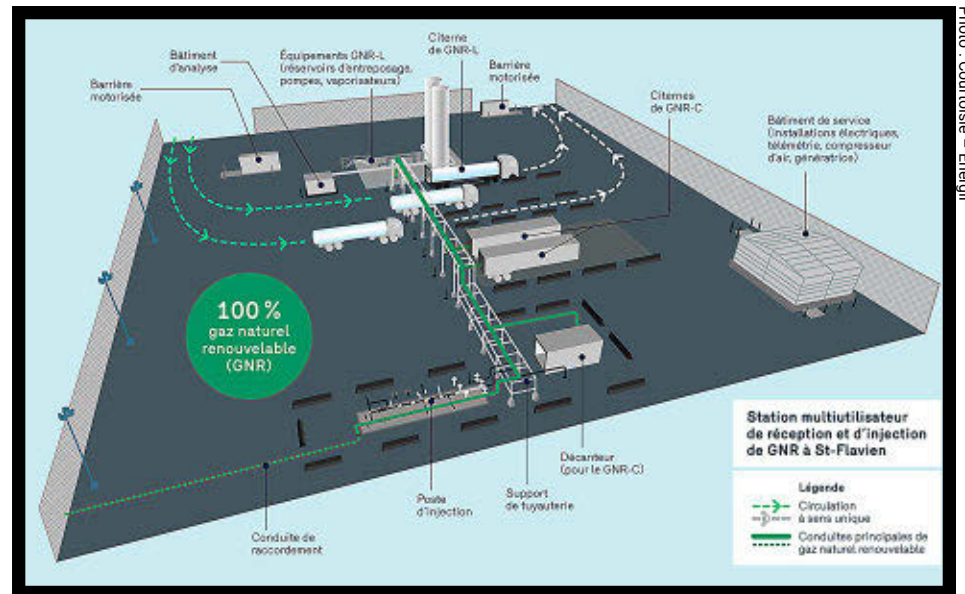 Bâtiment
d'analyse
Équipements GNR-L
(réservoirs d'entreposage,
pompes, vaporisateurs)
Citerne
de GNR-L
Barrière
motorisée
Barrière
motorisée
Citernes
de GNR-C
Bâtiment de service
(installations électriques,
télémétrie, compresseur
d'air, génératrice)
100 %
gaz naturel
renouvelable
(GNR)
Décanteur
(pour le GNR-C)
Support
de tuyauterie
Poste
d'injection
Conduite de
raccordement
Station multiutilisateur
de réception et d'injection
de GNR à St-Flavien
Légende
Circulation
à sens unique
Conduites principales de
gaz naturel renouvelable
Photo : Courtoisie – Énergir